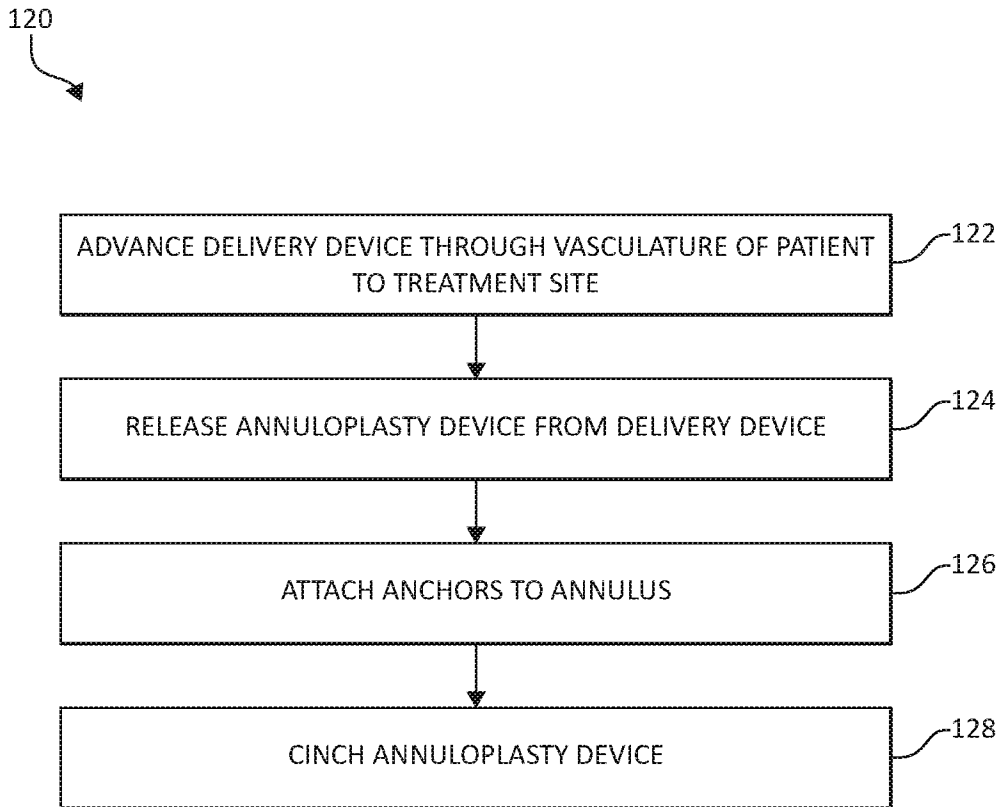 120
ADVANCE DELIVERY DEVICE THROUGH VASCULATURE OF PATIENT
TO TREATMENT SITE
122
RELEASE ANNULOPLASTY DEVICE FROM DELIVERY DEVICE
124
ATTACH ANCHORS TO ANNULUS
126
CINCH ANNULOPLASTY DEVICE
128